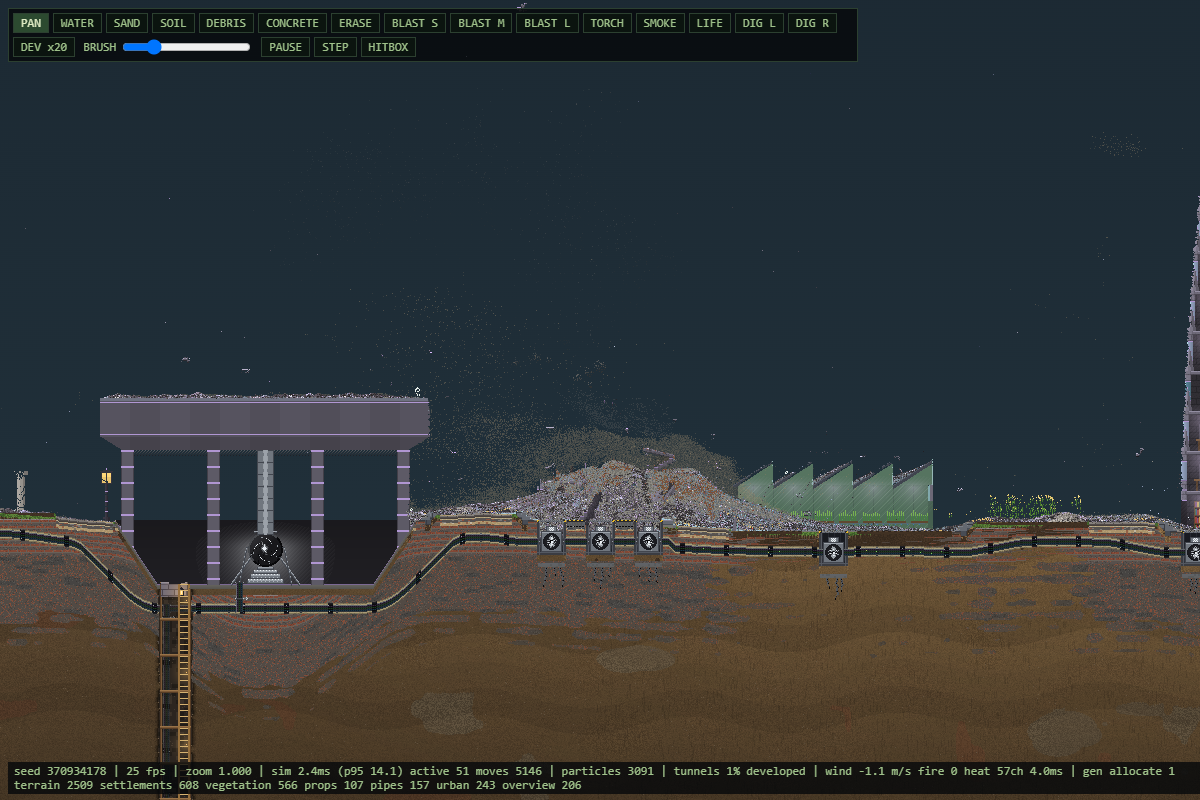 PAN WATER SAND SOIL DEBRIS CONCRETE ERASE BLAST S BLAST M BLAST L TORCH SMOKE LIFE DIG L DIG R
DEV x20 BRUSH PAUSE STEP HITBOX
seed 370934178 | 25 fps | zoom 1.000 | sim 2.4ms (p95 14.1) active 51 moves 5146 | particles 3091 | tunnels 1% developed | wind -1.1 m/s fire 0 heat 57ch 4.0ms | gen allocate 1
terrain 2509 settlements 608 vegetation 566 props 107 pipes 157 urban 243 overview 206